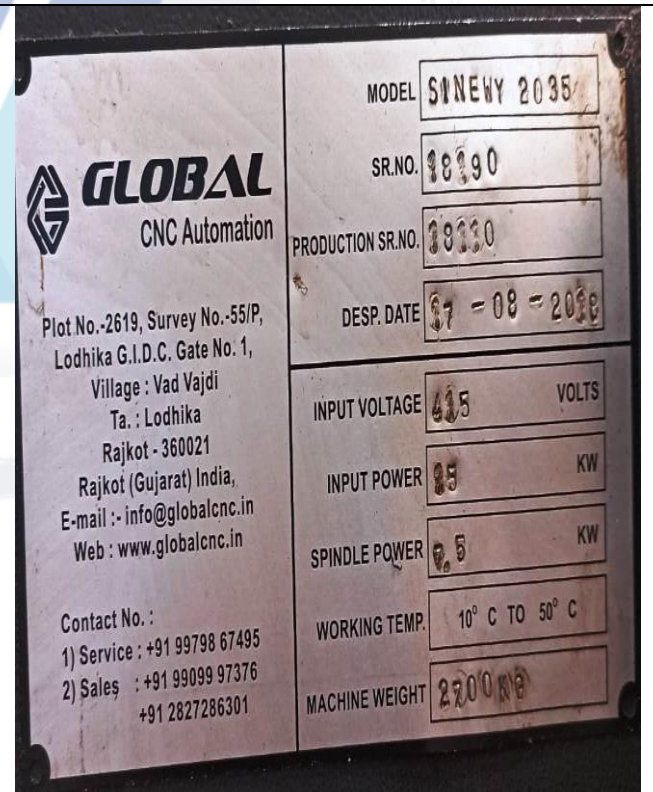 GLOBAL
CNC Automation
Plot No.-2619, Survey No.-55/P,
Lodhika G.I.D.C. Gate No. 1,
Village : Vad Vajdi
Ta. : Lodhika
Rajkot - 360021
Rajkot (Gujarat) India,
E-mail :- info@globalcnc.in
Web : www.globalcnc.in
Contact No. :
1) Service : +91 99798 67495
2) Sales : +91 99099 97376
+91 2827286301
MODEL SINEWY 2035
SR.NO.
PRODUCTION SR.NO.
DESP. DATE
INPUT VOLTAGE 415 VOLTS
INPUT POWER KW
SPINDLE POWER KW
WORKING TEMP. 10° C TO 50° C
MACHINE WEIGHT